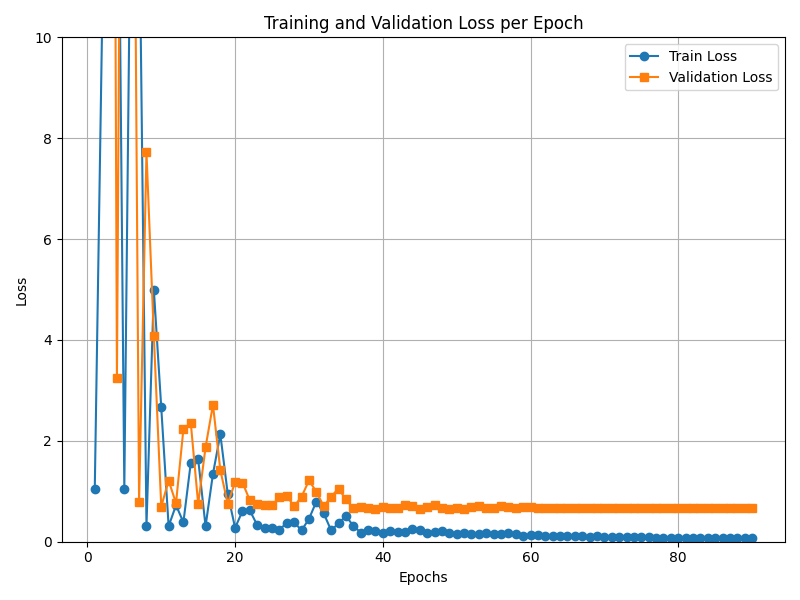 Training and Validation Loss per Epoch
10
8
6
4
2
0
Loss
Train Loss
Validation Loss
0 20 40 60 80
Epochs